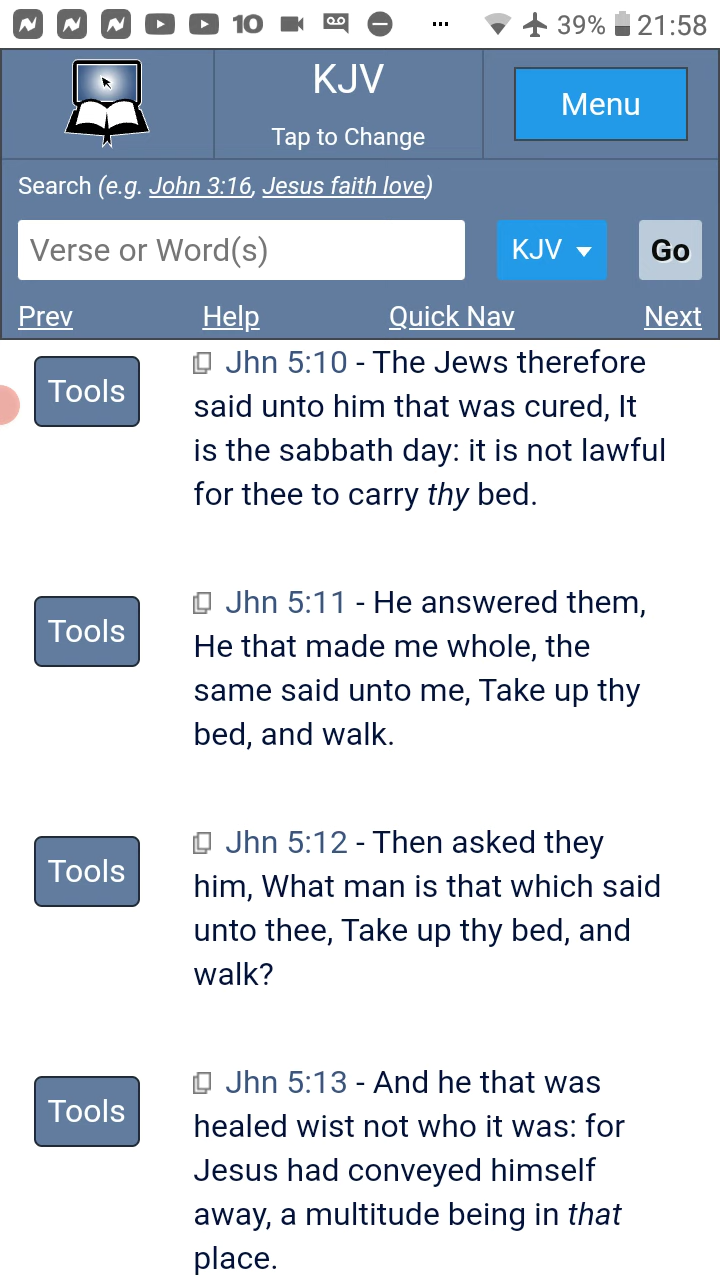 10 ... 39% 21:58
KJV
Tap to Change
Menu
Search (e.g. John 3:16, Jesus faith love)
Verse or Word(s)
KJV
Go
Prev Help Quick Nav Next
Tools
Jhn 5:10 - The Jews therefore
said unto him that was cured, It
is the sabbath day: it is not lawful
for thee to carry thy bed.
Tools
Jhn 5:11 - He answered them,
He that made me whole, the
same said unto me, Take up thy
bed, and walk.
Tools
Jhn 5:12 - Then asked they
him, What man is that which said
unto thee, Take up thy bed, and
walk?
Tools
Jhn 5:13 - And he that was
healed wist not who it was: for
Jesus had conveyed himself
away, a multitude being in that
place.